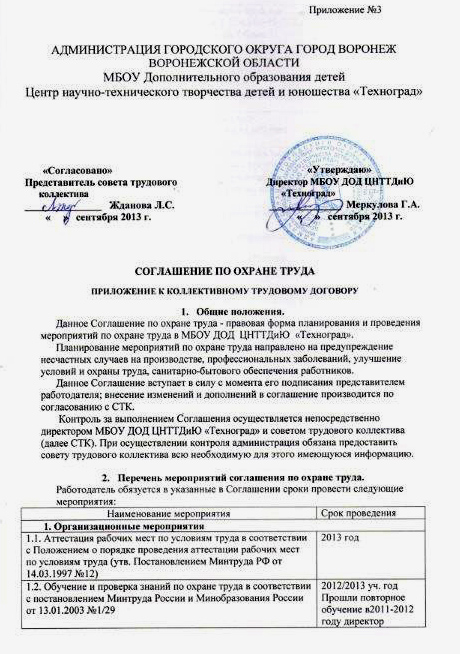 Приложение №3
АДМИНИСТРАЦИЯ ГОРОДСКОГО ОКРУГА ГОРОД ВОРОНЕЖ
ВОРОНЕЖСКОЙ ОБЛАСТИ
МБОУ Дополнительного образования детей
Центр научно-технического творчества детей и юношества «Техноград»
«Согласовано»
Представитель совета трудового
коллектива
Жданова Л.С.
« » сентября 2013 г.
«Утверждаю»
Директор МБОУ ДОД ЦНТТДиЮ
«Техноград»
Меркулова Г.А.
« » сентября 2013 г.
СОГЛАШЕНИЕ ПО ОХРАНЕ ТРУДА
ПРИЛОЖЕНИЕ К КОЛЛЕКТИВНОМУ ТРУДОВОМУ ДОГОВОРУ
1. Общие положения.
Данное Соглашение по охране труда - правовая форма планирования и проведения
мероприятий по охране труда в МБОУ ДОД ЦНТТДиЮ «Техноград».
Планирование мероприятий по охране труда направлено на предупреждение
несчастных случаев на производстве, профессиональных заболеваний, улучшение
условий и охраны труда, санитарно-бытового обеспечения работников.
Данное Соглашение вступает в силу с момента его подписания представителем
работодателя; внесение изменений и дополнений в соглашение производится по
согласованию с СТК.
Контроль за выполнением Соглашения осуществляется непосредственно
директором МБОУ ДОД ЦНТТДиЮ «Техноград» и советом трудового коллектива
(далее СТК). При осуществлении контроля администрация обязана предоставить
совету трудового коллектива всю необходимую для этого имеющуюся информацию.
2. Перечень мероприятий соглашения по охране труда.
Работодатель обязуется в указанные в Соглашении сроки провести следующие
мероприятия:
Наименование мероприятия
Срок проведения
1. Организационные мероприятия
1.1. Аттестация рабочих мест по условиям труда в соответствии
с Положением о порядке проведения аттестации рабочих мест
по условиям труда (утв. Постановлением Минтруда РФ от
14.03.1997 №12)
2013 год
1.2. Обучение и проверка знаний по охране труда в соответствии
с постановлением Минтруда России и Минобразования России
от 13.01.2003 №1/29
2012/2013 уч. год
Прошли повторное
обучение в2011-2012
году директор